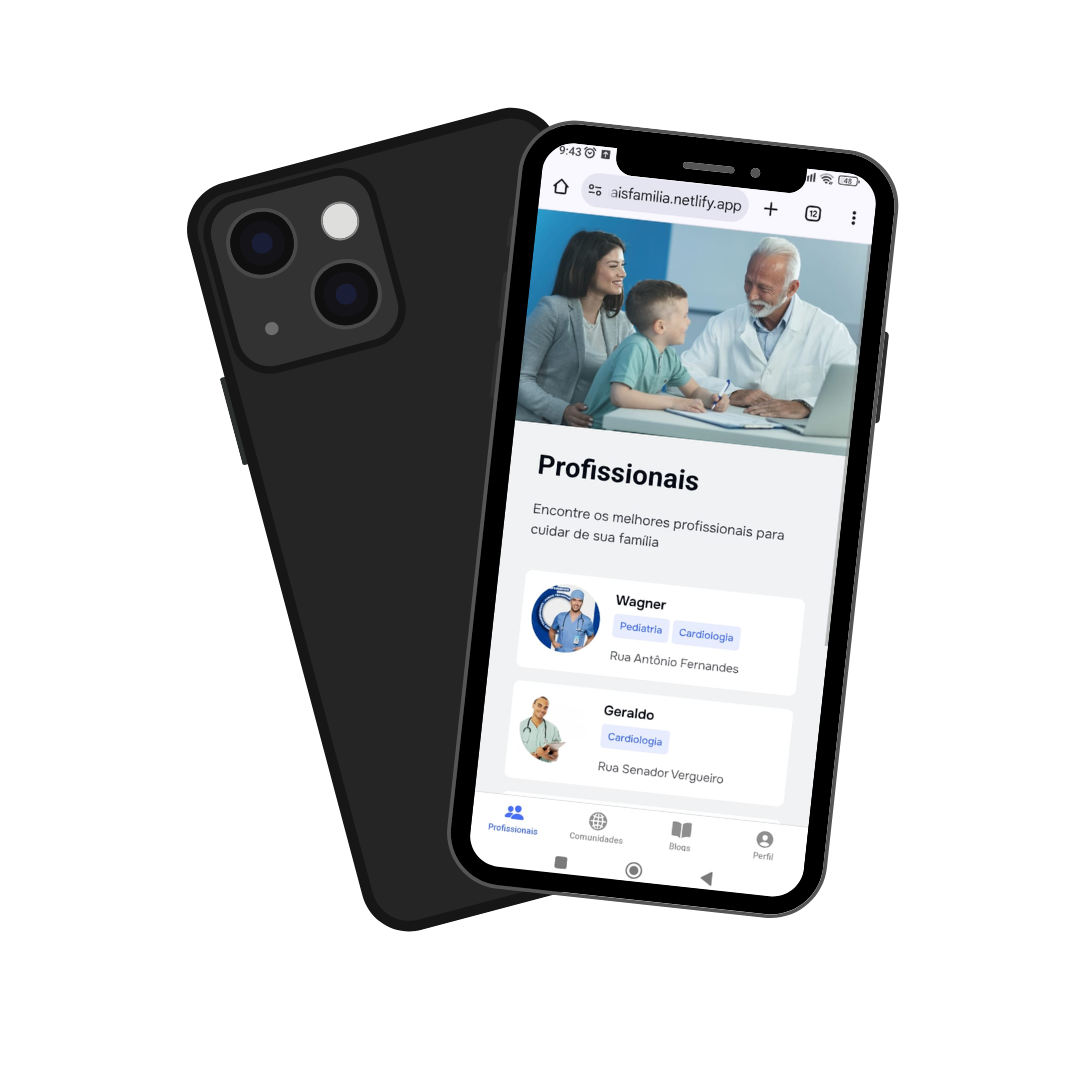 9:43
48
aisfamilia.netlify.app
12
Profissionais
Encontre os melhores profissionais para
cuidar de sua família
Wagner
Pediatria Cardiologia
Rua Antônio Fernandes
Geraldo
Cardiologia
Rua Senador Vergueiro
Profissionais Comunidades Blogs Perfil